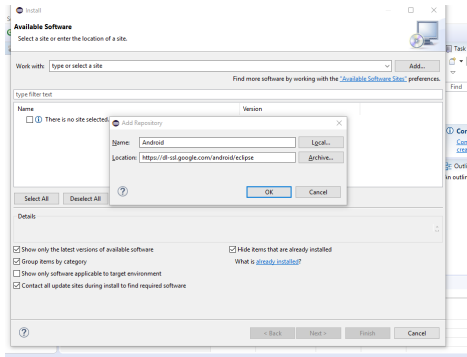 Install
Available Software
Select a site or enter the location of a site.
Work with: type or select a site
Add...
Find more software by working with the "Available Software Sites" preferences.
type filter text
Name Version
There is no site selected.
Add Repository
Name: Android Local...
Location: https://dl-ssl.google.com/android/eclipse Archive...
OK Cancel
Select All Deselect All
Details
Show only the latest versions of available software
Hide items that are already installed
Group items by category
What is already installed?
Show only software applicable to target environment
Contact all update sites during install to find required software
< Back Next > Finish Cancel
Task
Find
Con
Con
crea
Outli
n outlin